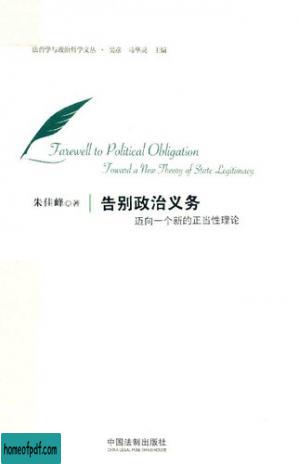 法哲学与政治哲学文丛·吴彦 马华灵 主编
Farewell to Political Obligation
Toward a New Theory of State Legitimacy
朱佳峰 著
告别政治义务
迈向一个新的正当性理论
中国法制出版社
CHINA LEGAL PUBLISHING HOUSE
homeofpdf.com